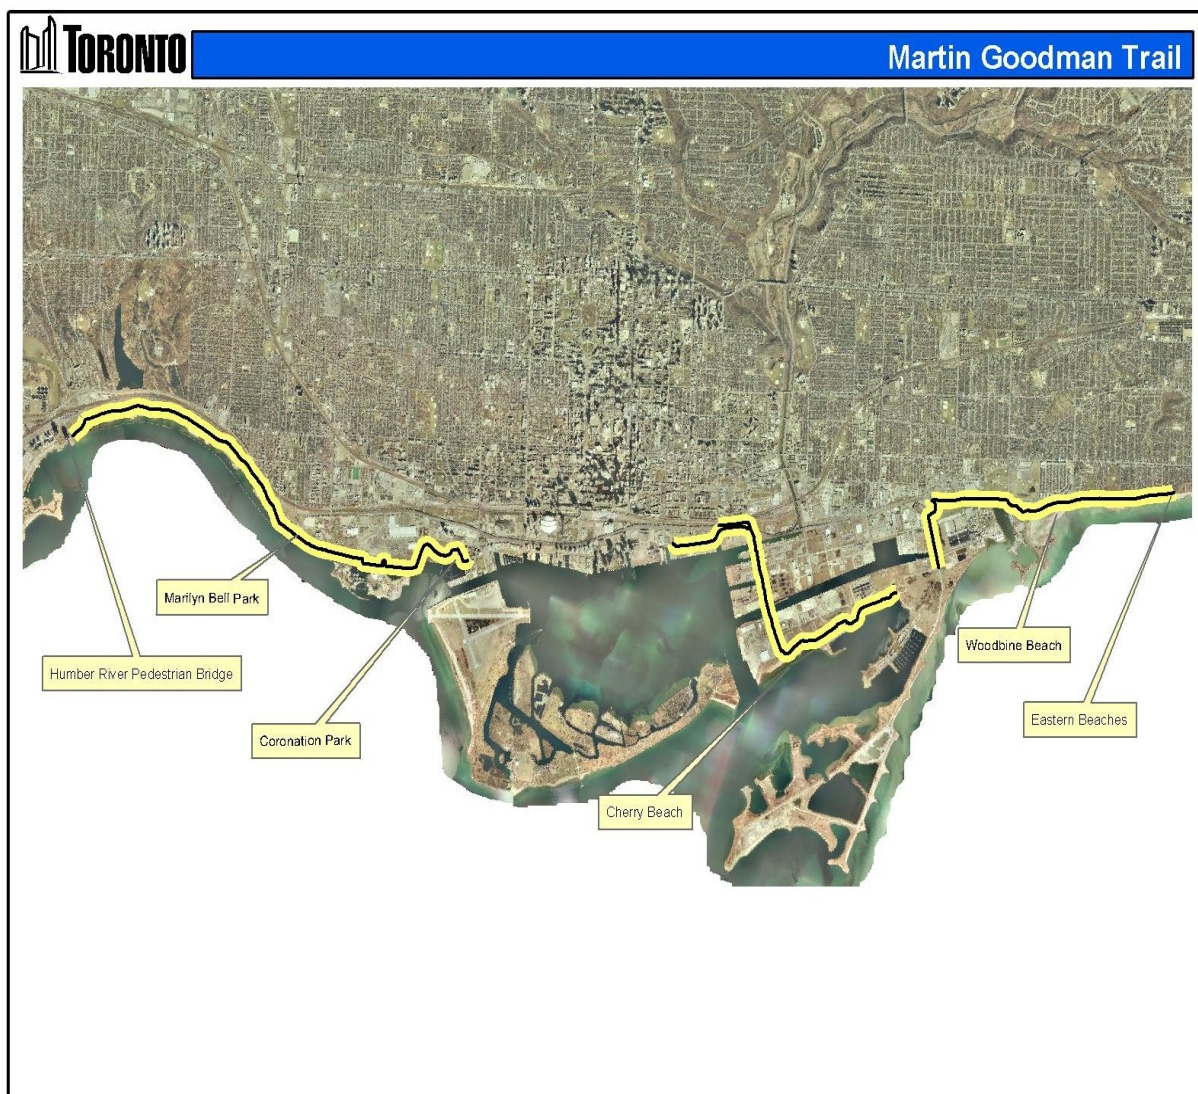 TORONTO
Martin Goodman Trail
Marilyn Bell Park
Humber River Pedestrian Bridge
Coronation Park
Cherry Beach
Woodbine Beach
Eastern Beaches